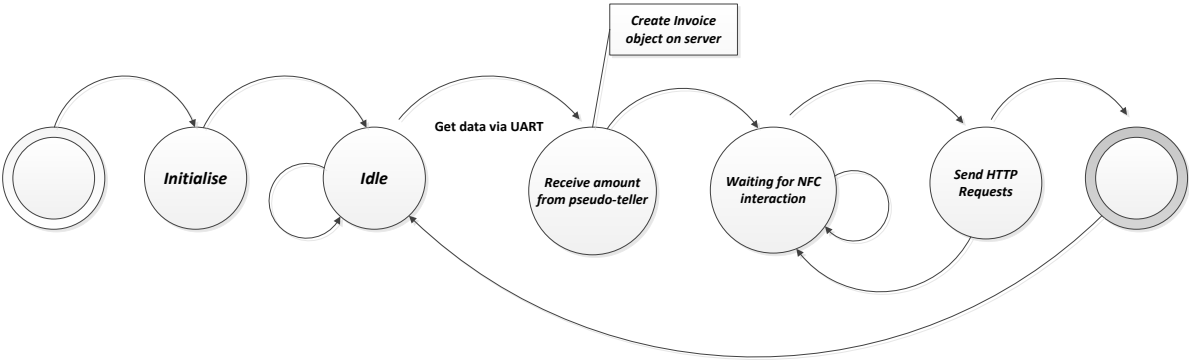 Create Invoice
object on server
Get data via UART
Initialise
Idle
Receive amount
from pseudo-teller
Waiting for NFC
interaction
Send HTTP
Requests